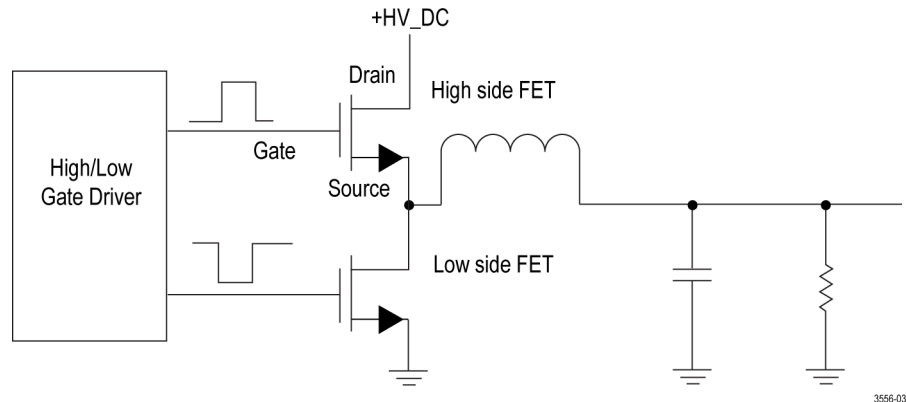 +HV_DC
Drain
High side FET
Gate
High/Low
Gate Driver
Source
Low side FET
3556-03